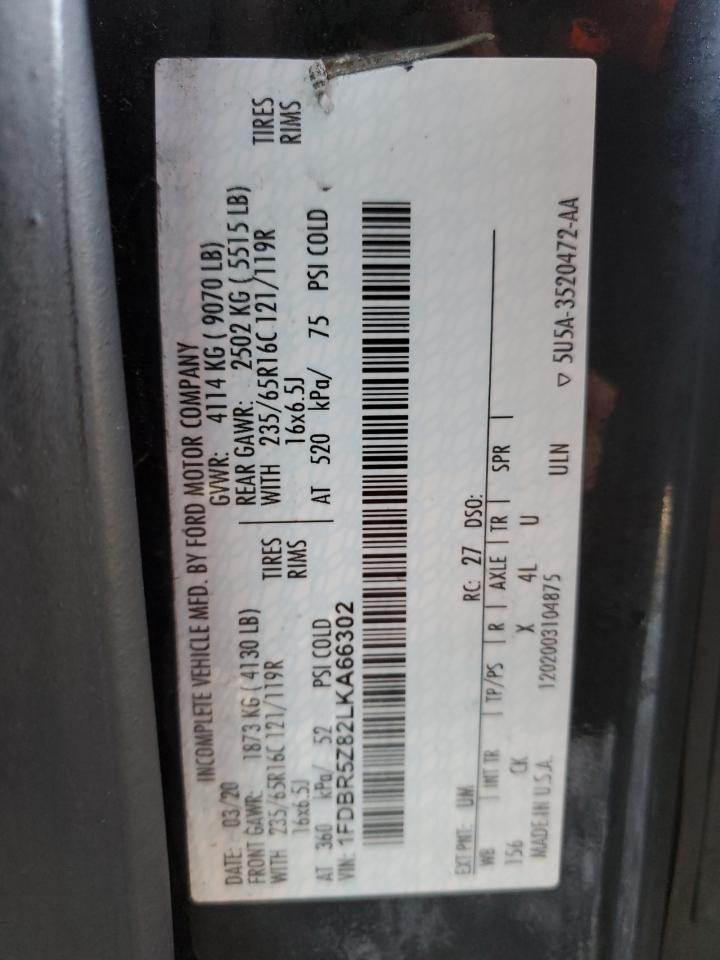 INCOMPLETE VEHICLE MFD. BY FORD MOTOR COMPANY
DATE: 03/20 GVWR: 4114 KG ( 9070 LB)
FRONT GAWR: 1873 KG ( 4130 LB) REAR GAWR: 2502 KG ( 5515 LB)
WITH 235/65R16C 121/119R TIRES WITH 235/65R16C 121/119R TIRES
16x6.5J RIMS 16x6.5J RIMS
AT 360 kPa/ 52 PSI COLD AT 520 kPa/ 75 PSI COLD
VIN: 1FDBR5Z82LKA66302
EXT PNT: UM RC: 27 DSO:
WB INT TR TP/PS R AXLE TR SPR
156 CK X 4L U
MADE IN U.S.A. 1202003104875 ULN ▽ 5U5A-3520472-AA